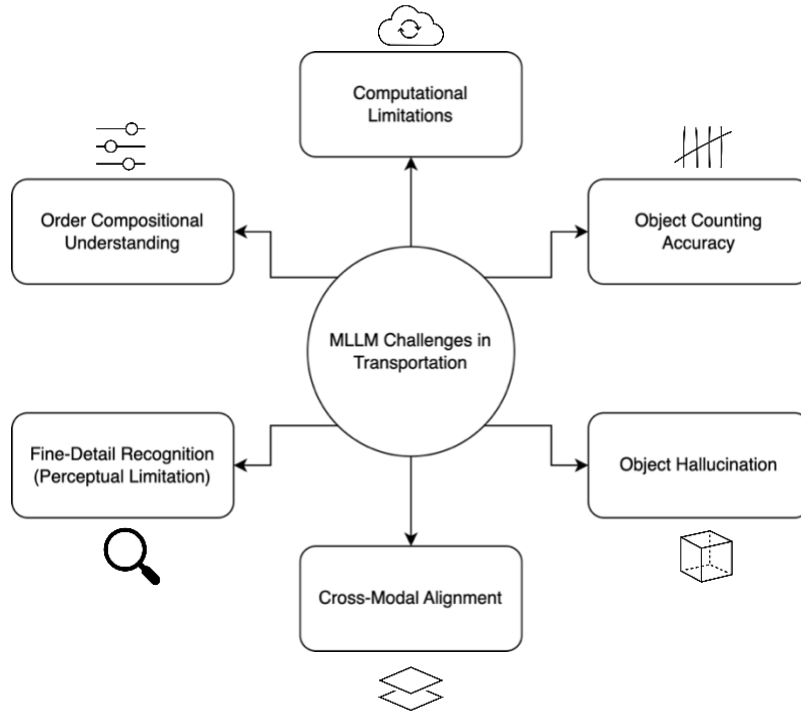 Computational
Limitations
Order Compositional
Understanding
Object Counting
Accuracy
MLLM Challenges in
Transportation
Fine-Detail Recognition
(Perceptual Limitation)
Object Hallucination
Cross-Modal Alignment